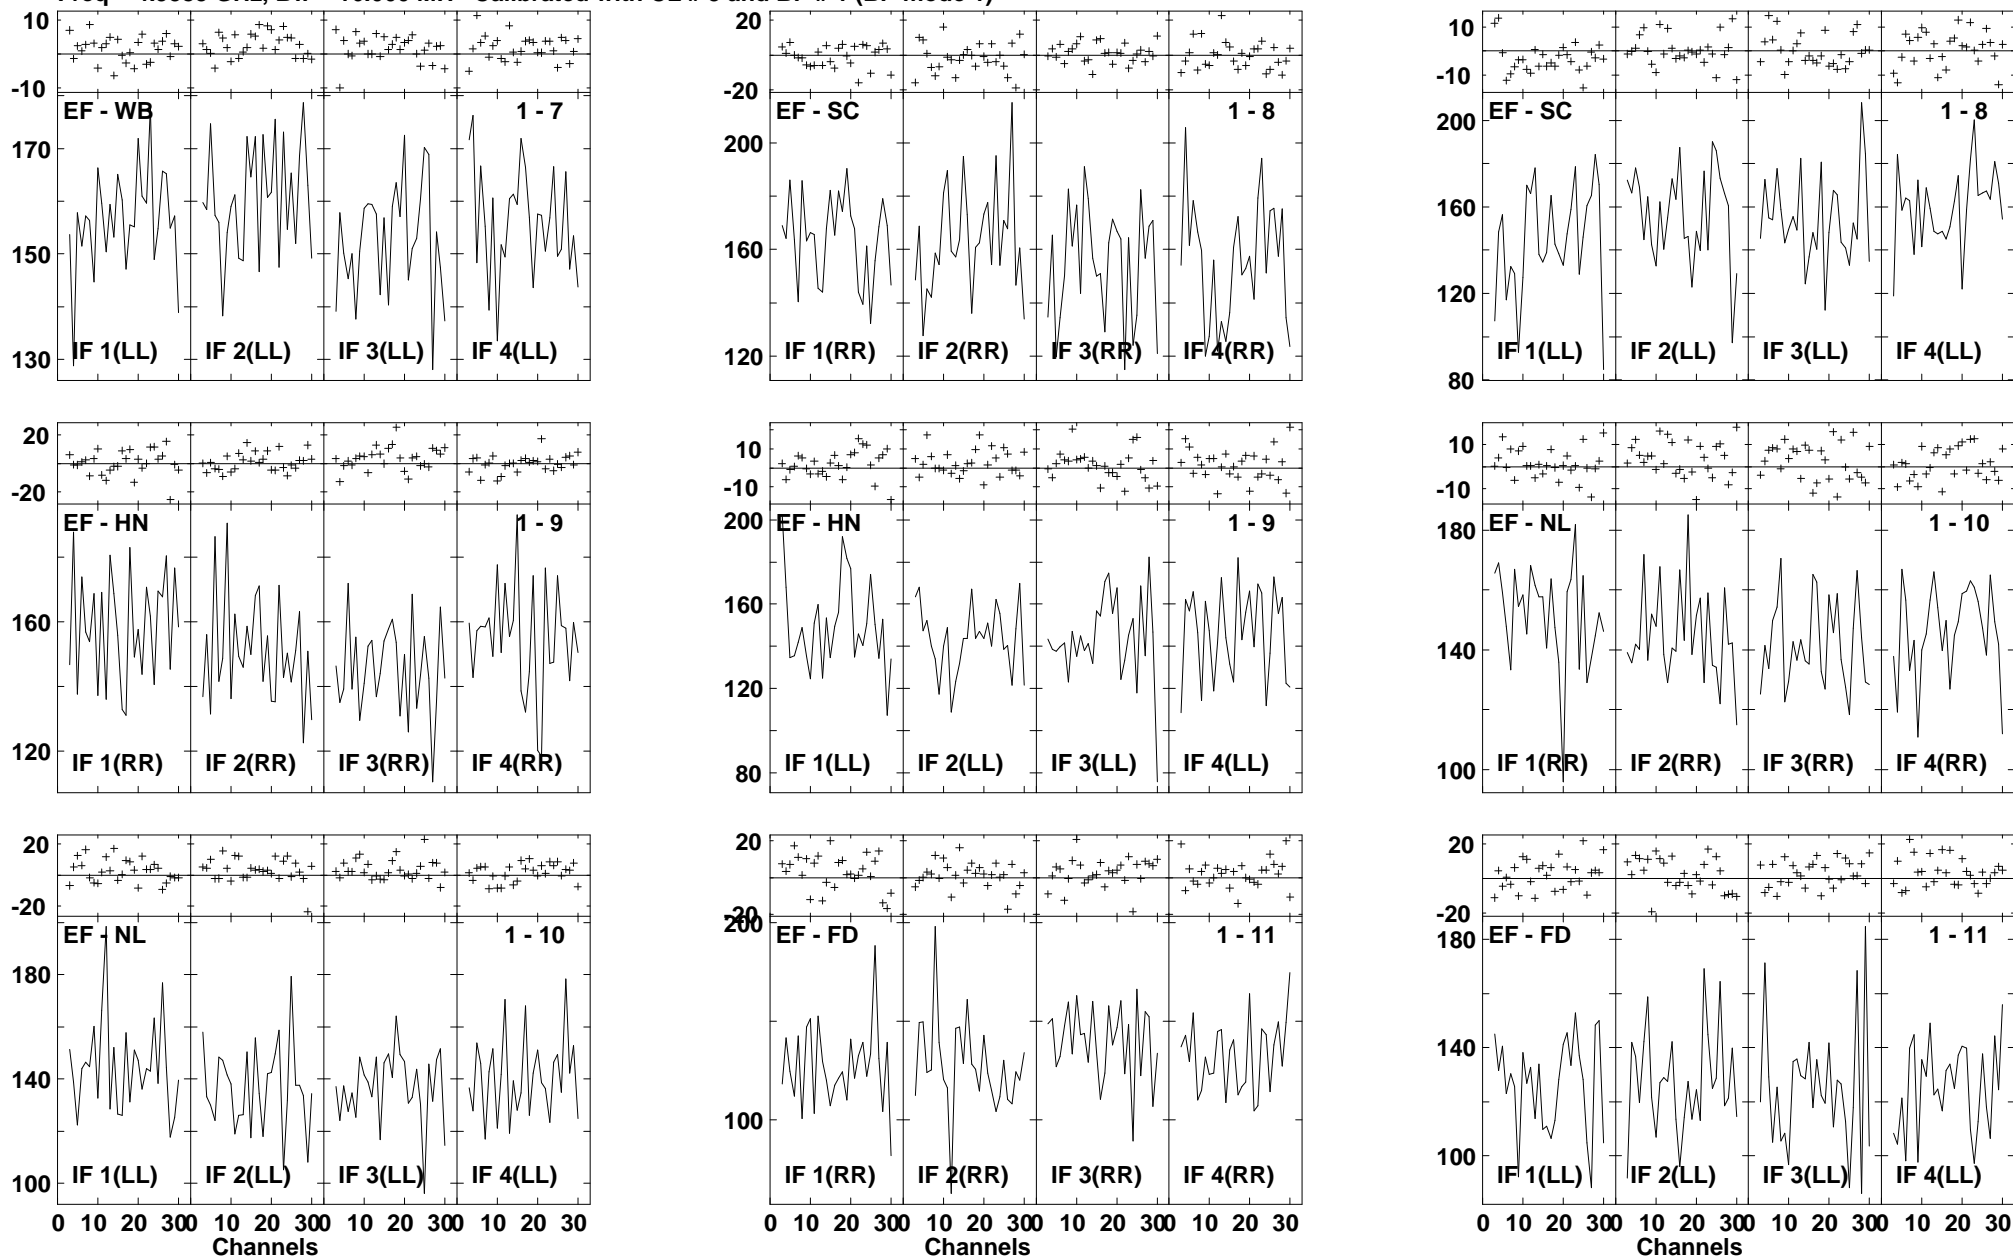 10
-10
EF - WB
1 - 7
170
150
130
IF 1(LL)
IF 2(LL)
IF 3(LL)
IF 4(LL)
20
-20
EF - SC
1 - 8
200
160
120
IF 1(RR)
IF 2(RR)
IF 3(RR)
IF 4(RR)
10
-10
EF - SC
1 - 8
200
160
120
80
IF 1(LL)
IF 2(LL)
IF 3(LL)
IF 4(LL)
20
-20
EF - HN
1 - 9
160
120
IF 1(RR)
IF 2(RR)
IF 3(RR)
IF 4(RR)
10
-10
EF - HN
1 - 9
200
160
120
80
IF 1(LL)
IF 2(LL)
IF 3(LL)
IF 4(LL)
10
-10
EF - NL
1 - 10
180
140
100
IF 1(RR)
IF 2(RR)
IF 3(RR)
IF 4(RR)
20
-20
EF - NL
1 - 10
180
140
100
IF 1(LL)
IF 2(LL)
IF 3(LL)
IF 4(LL)
0 10 20 30 0 10 20 30 0 10 20 30 0 10 20 30
Channels
20
-20
EF - FD
1 - 11
200
100
IF 1(RR)
IF 2(RR)
IF 3(RR)
IF 4(RR)
0 10 20 30 0 10 20 30 0 10 20 30 0 10 20 30
Channels
20
-20
EF - FD
1 - 11
180
140
100
IF 1(LL)
IF 2(LL)
IF 3(LL)
IF 4(LL)
0 10 20 30 0 10 20 30 0 10 20 30 0 10 20 30
Channels